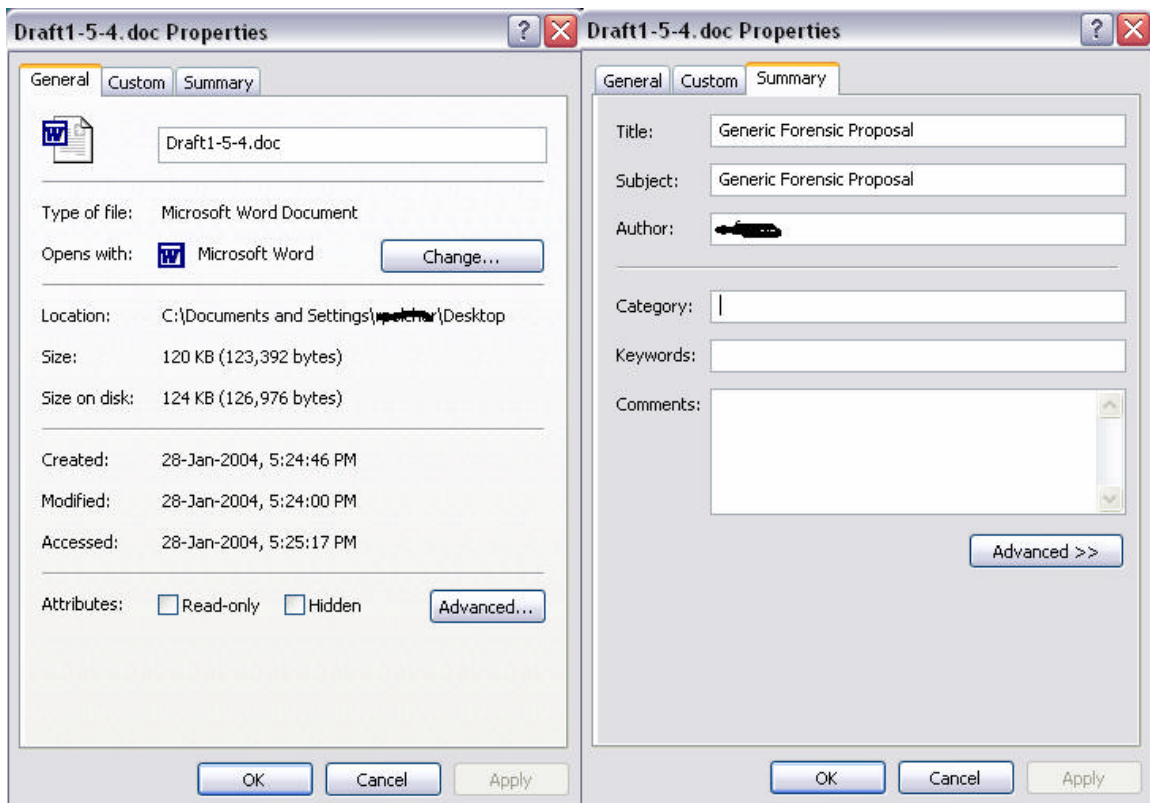 Draft1-5-4.doc Properties
?
General Custom Summary
W
Draft1-5-4.doc
Type of file: Microsoft Word Document
Opens with: W Microsoft Word Change...
Location: C:\Documents and Settings\ \Desktop
Size: 120 KB (123,392 bytes)
Size on disk: 124 KB (126,976 bytes)
Created: 28-Jan-2004, 5:24:46 PM
Modified: 28-Jan-2004, 5:24:00 PM
Accessed: 28-Jan-2004, 5:25:17 PM
Attributes: Read-only Hidden Advanced...
OK Cancel Apply
Draft1-5-4.doc Properties
?
General Custom Summary
Title: Generic Forensic Proposal
Subject: Generic Forensic Proposal
Author:
Category:
Keywords:
Comments:
Advanced >>
OK Cancel Apply